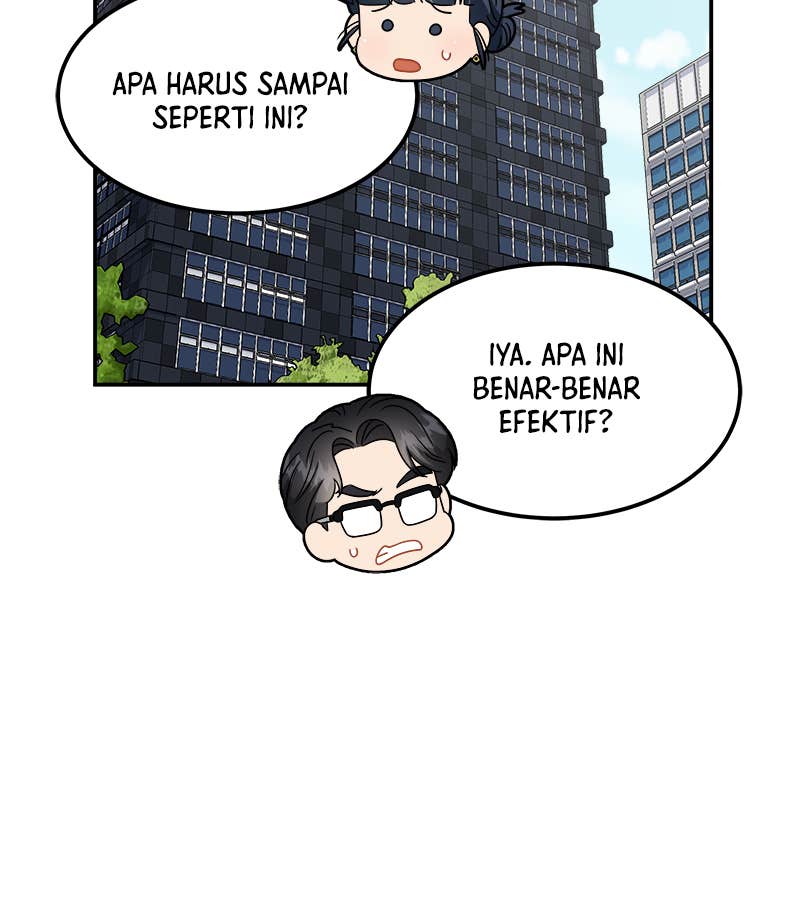 APA HARUS SAMPAI
SEPERTI INI?
IYA. APA INI
BENAR-BENAR
EFEKTIF?